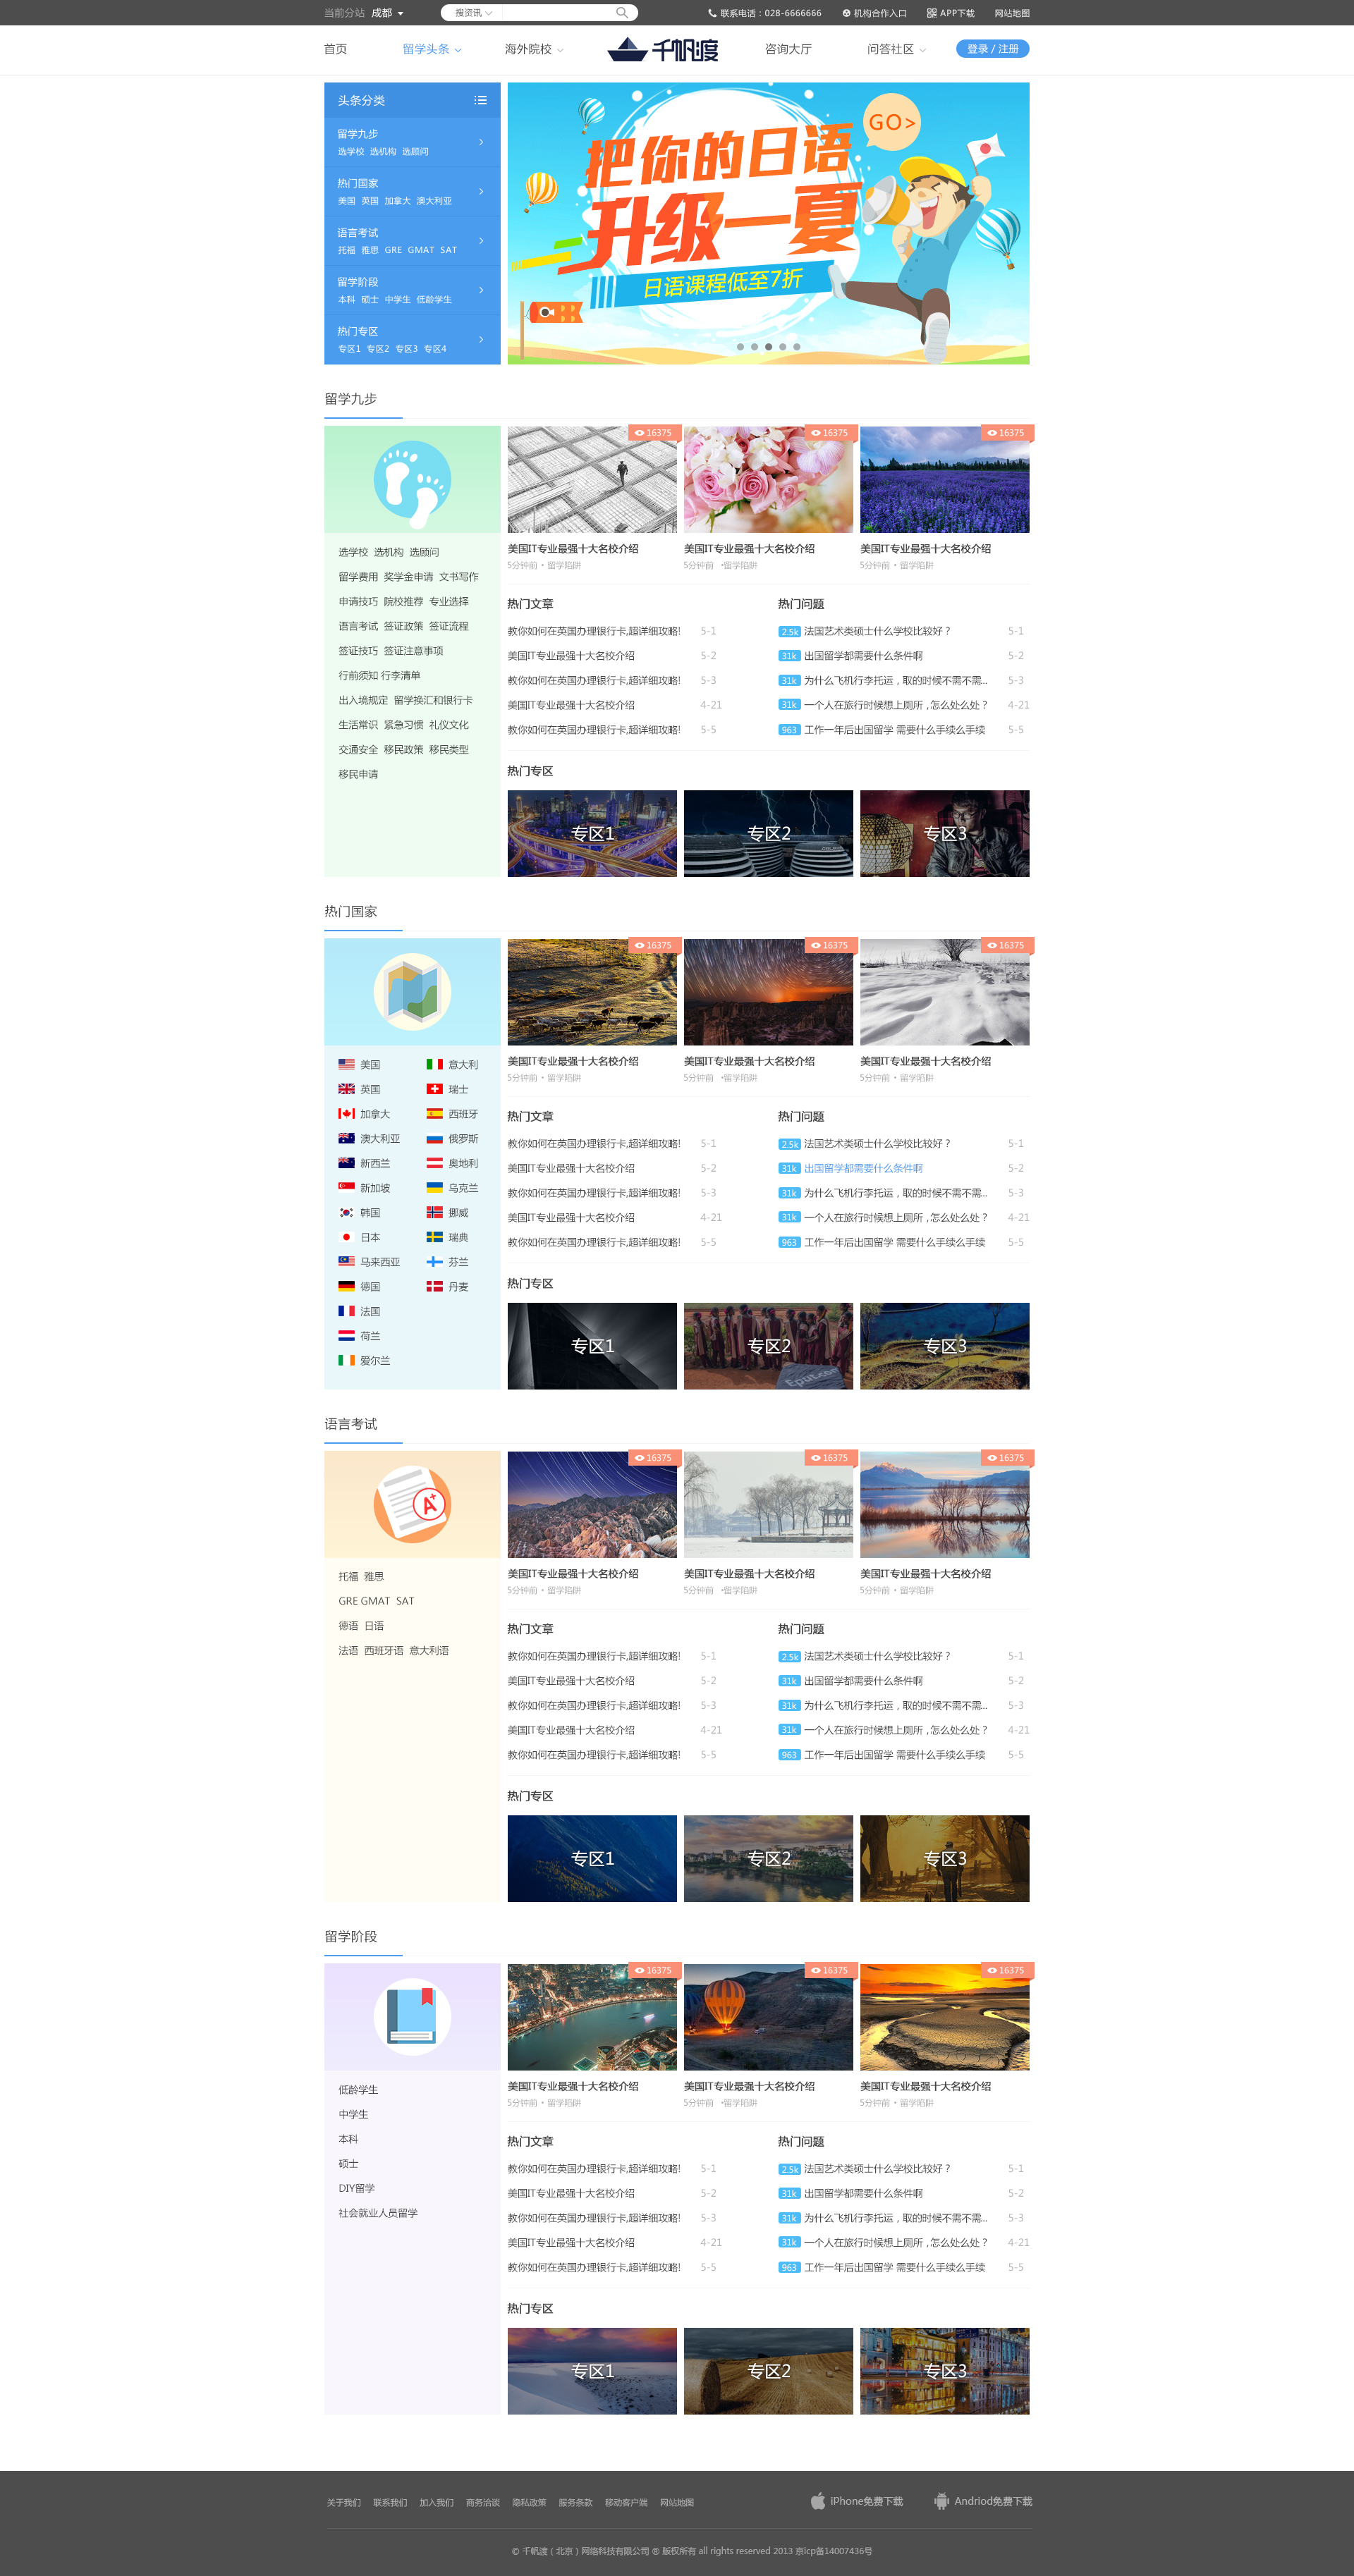 当前分站 成都 搜资讯 联系电话：028-6666666 机构合作入口 APP下载 网站地图
首页 留学头条 海外院校 千帆渡 咨询大厅 问答社区 登录 / 注册
头条分类
留学九步
选学校 选机构 选顾问
热门国家
美国 英国 加拿大 澳大利亚
语言考试
托福 雅思 GRE GMAT SAT
留学阶段
本科 硕士 中学生 低龄学生
热门专区
专区1 专区2 专区3 专区4
GO>
把你的日语
升级一夏
日语课程低至7折
留学九步
选学校 选机构 选顾问
留学费用 奖学金申请 文书写作
申请技巧 院校推荐 专业选择
语言考试 签证政策 签证流程
签证技巧 签证注意事项
行前须知 行李清单
出入境规定 留学换汇和银行卡
生活常识 紧急习惯 礼仪文化
交通安全 移民政策 移民类型
移民申请
16375 16375 16375
美国IT专业最强十大名校介绍 美国IT专业最强十大名校介绍 美国IT专业最强十大名校介绍
5分钟前 • 留学陷阱 5分钟前 •留学陷阱 5分钟前 • 留学陷阱
热门文章 热门问题
教你如何在英国办理银行卡,超详细攻略! 5-1 2.5k 法国艺术类硕士什么学校比较好？ 5-1
美国IT专业最强十大名校介绍 5-2 31k 出国留学都需要什么条件啊 5-2
教你如何在英国办理银行卡,超详细攻略! 5-3 31k 为什么飞机行李托运，取的时候不需不需... 5-3
美国IT专业最强十大名校介绍 4-21 31k 一个人在旅行时候想上厕所，怎么处么处？ 4-21
教你如何在英国办理银行卡,超详细攻略! 5-5 963 工作一年后出国留学 需要什么手续么手续 5-5
热门专区
专区1 专区2 专区3
热门国家
美国 意大利
英国 瑞士
加拿大 西班牙
澳大利亚 俄罗斯
新西兰 奥地利
新加坡 乌克兰
韩国 挪威
日本 瑞典
马来西亚 芬兰
德国 丹麦
法国
荷兰
爱尔兰
16375 16375 16375
美国IT专业最强十大名校介绍 美国IT专业最强十大名校介绍 美国IT专业最强十大名校介绍
5分钟前 • 留学陷阱 5分钟前 •留学陷阱 5分钟前 • 留学陷阱
热门文章 热门问题
教你如何在英国办理银行卡,超详细攻略! 5-1 2.5k 法国艺术类硕士什么学校比较好？ 5-1
美国IT专业最强十大名校介绍 5-2 31k 出国留学都需要什么条件啊 5-2
教你如何在英国办理银行卡,超详细攻略! 5-3 31k 为什么飞机行李托运，取的时候不需不需... 5-3
美国IT专业最强十大名校介绍 4-21 31k 一个人在旅行时候想上厕所，怎么处么处？ 4-21
教你如何在英国办理银行卡,超详细攻略! 5-5 963 工作一年后出国留学 需要什么手续么手续 5-5
热门专区
专区1 专区2 专区3
语言考试
托福 雅思
GRE GMAT SAT
德语 日语
法语 西班牙语 意大利语
A+
16375 16375 16375
美国IT专业最强十大名校介绍 美国IT专业最强十大名校介绍 美国IT专业最强十大名校介绍
5分钟前 • 留学陷阱 5分钟前 •留学陷阱 5分钟前 • 留学陷阱
热门文章 热门问题
教你如何在英国办理银行卡,超详细攻略! 5-1 2.5k 法国艺术类硕士什么学校比较好？ 5-1
美国IT专业最强十大名校介绍 5-2 31k 出国留学都需要什么条件啊 5-2
教你如何在英国办理银行卡,超详细攻略! 5-3 31k 为什么飞机行李托运，取的时候不需不需... 5-3
美国IT专业最强十大名校介绍 4-21 31k 一个人在旅行时候想上厕所，怎么处么处？ 4-21
教你如何在英国办理银行卡,超详细攻略! 5-5 963 工作一年后出国留学 需要什么手续么手续 5-5
热门专区
专区1 专区2 专区3
留学阶段
低龄学生
中学生
本科
硕士
DIY留学
社会就业人员留学
16375 16375 16375
美国IT专业最强十大名校介绍 美国IT专业最强十大名校介绍 美国IT专业最强十大名校介绍
5分钟前 • 留学陷阱 5分钟前 •留学陷阱 5分钟前 • 留学陷阱
热门文章 热门问题
教你如何在英国办理银行卡,超详细攻略! 5-1 2.5k 法国艺术类硕士什么学校比较好？ 5-1
美国IT专业最强十大名校介绍 5-2 31k 出国留学都需要什么条件啊 5-2
教你如何在英国办理银行卡,超详细攻略! 5-3 31k 为什么飞机行李托运，取的时候不需不需... 5-3
美国IT专业最强十大名校介绍 4-21 31k 一个人在旅行时候想上厕所，怎么处么处？ 4-21
教你如何在英国办理银行卡,超详细攻略! 5-5 963 工作一年后出国留学 需要什么手续么手续 5-5
热门专区
专区1 专区2 专区3
关于我们 联系我们 加入我们 商务洽谈 隐私政策 服务条款 移动客户端 网站地图 iPhone免费下载 Andriod免费下载
© 千帆渡（北京）网络科技有限公司 ® 版权所有 all rights reserved 2013 京icp备14007436号